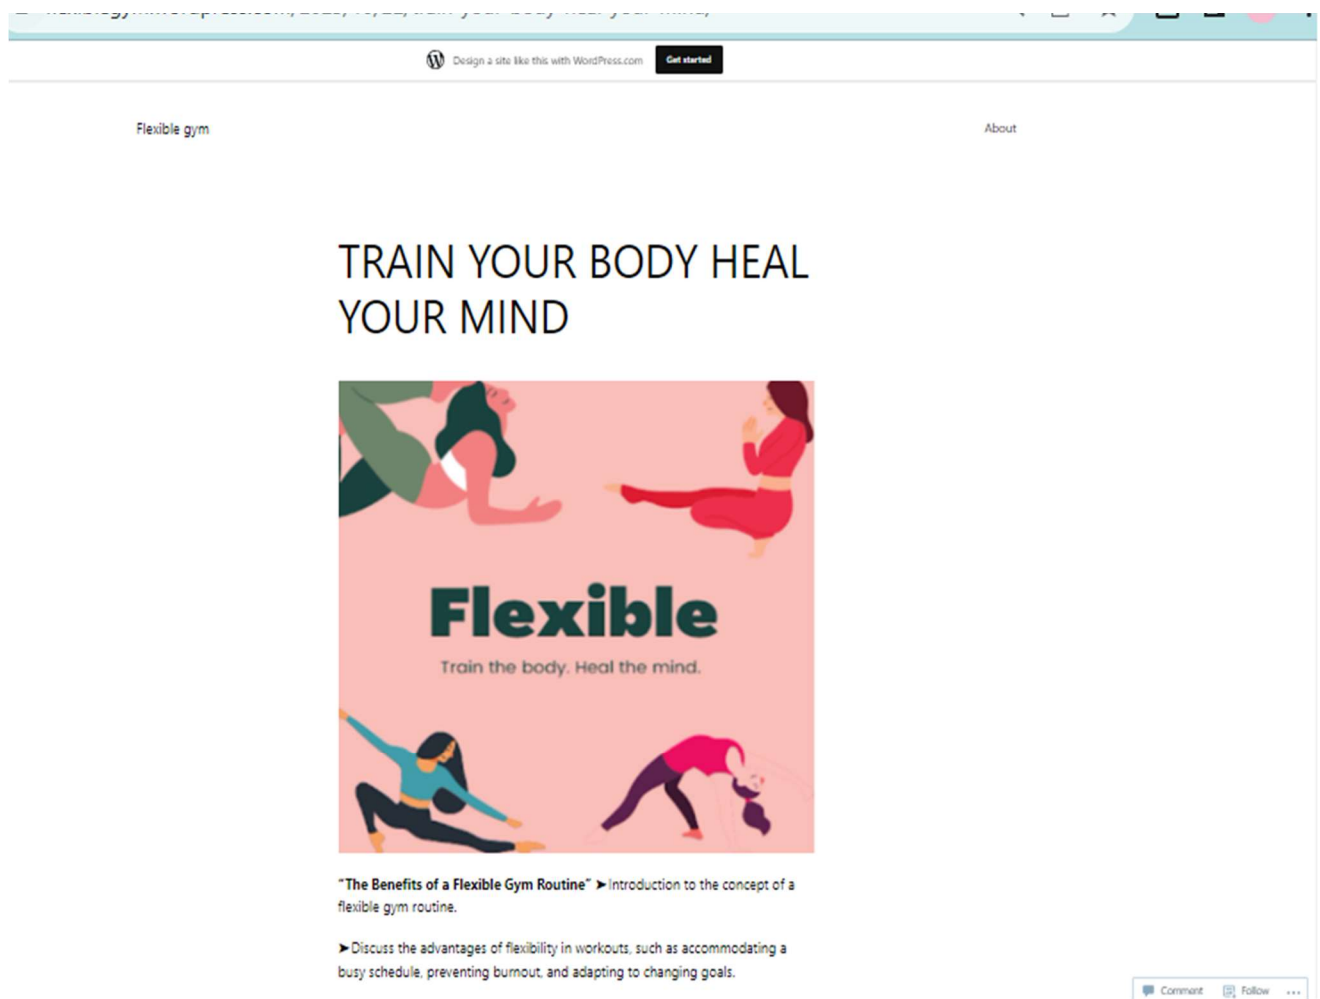 Design a site like this with WordPress.com Get started
Flexible gym About
TRAIN YOUR BODY HEAL
YOUR MIND
Flexible
Train the body. Heal the mind.
"The Benefits of a Flexible Gym Routine" ➤Introduction to the concept of a
flexible gym routine.
➤Discuss the advantages of flexibility in workouts, such as accommodating a
busy schedule, preventing burnout, and adapting to changing goals.
Comment Follow ...